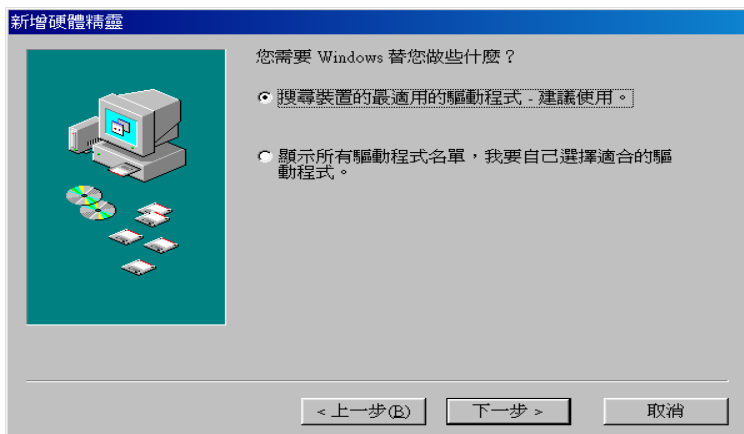 新增硬體精靈
您需要 Windows 替您做些什麼？
搜尋裝置的最適用的驅動程式 - 建議使用。
顯示所有驅動程式名單，我要自己選擇適合的驅
動程式。
< 上一步(B)
下一步 >
取消